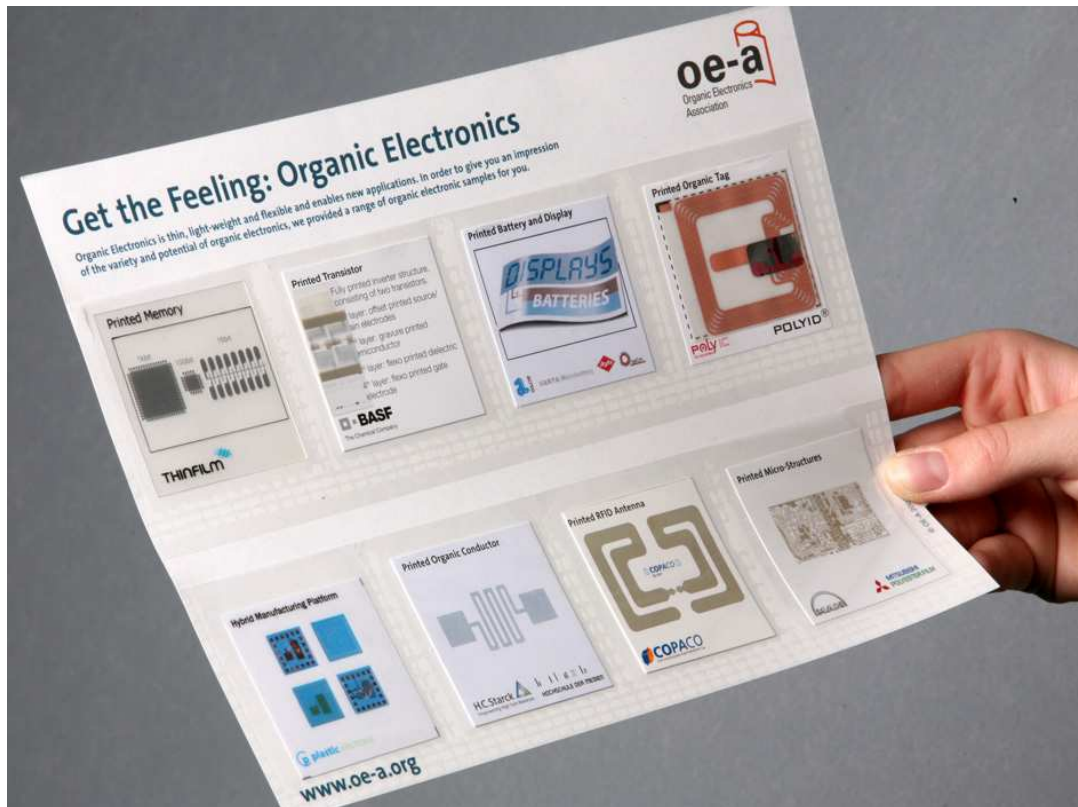 oe-a
Organic Electronics
Association
Get the Feeling: Organic Electronics
Organic Electronics is thin, light-weight and flexible and enables new applications. In order to give you an impression
of the variety and potential of organic electronics, we provided a range of organic electronic samples for you.
Printed Memory
THINFILM
Printed Transistor
Fully printed inverter structure,
consisting of two transistors.
layer: offset printed source/
electrodes
layer: gravure printed
layer: flexo printed dielectric
layer: flexo printed gate
electrode
BASF
The Chemical Company
Printed Battery and Display
DISPLAYS
BATTERIES
Printed Organic Tag
POLY IC
POLYID®
Hybrid Manufacturing Platform
plastic
Printed Organic Conductor
H.C.Starck
HOCHSCHULE DER MEDIEN
Printed RFID Antenna
COPACO
COPACO
Printed Micro-Structures
MITSUBISHI
POLYESTER FILM
www.oe-a.org